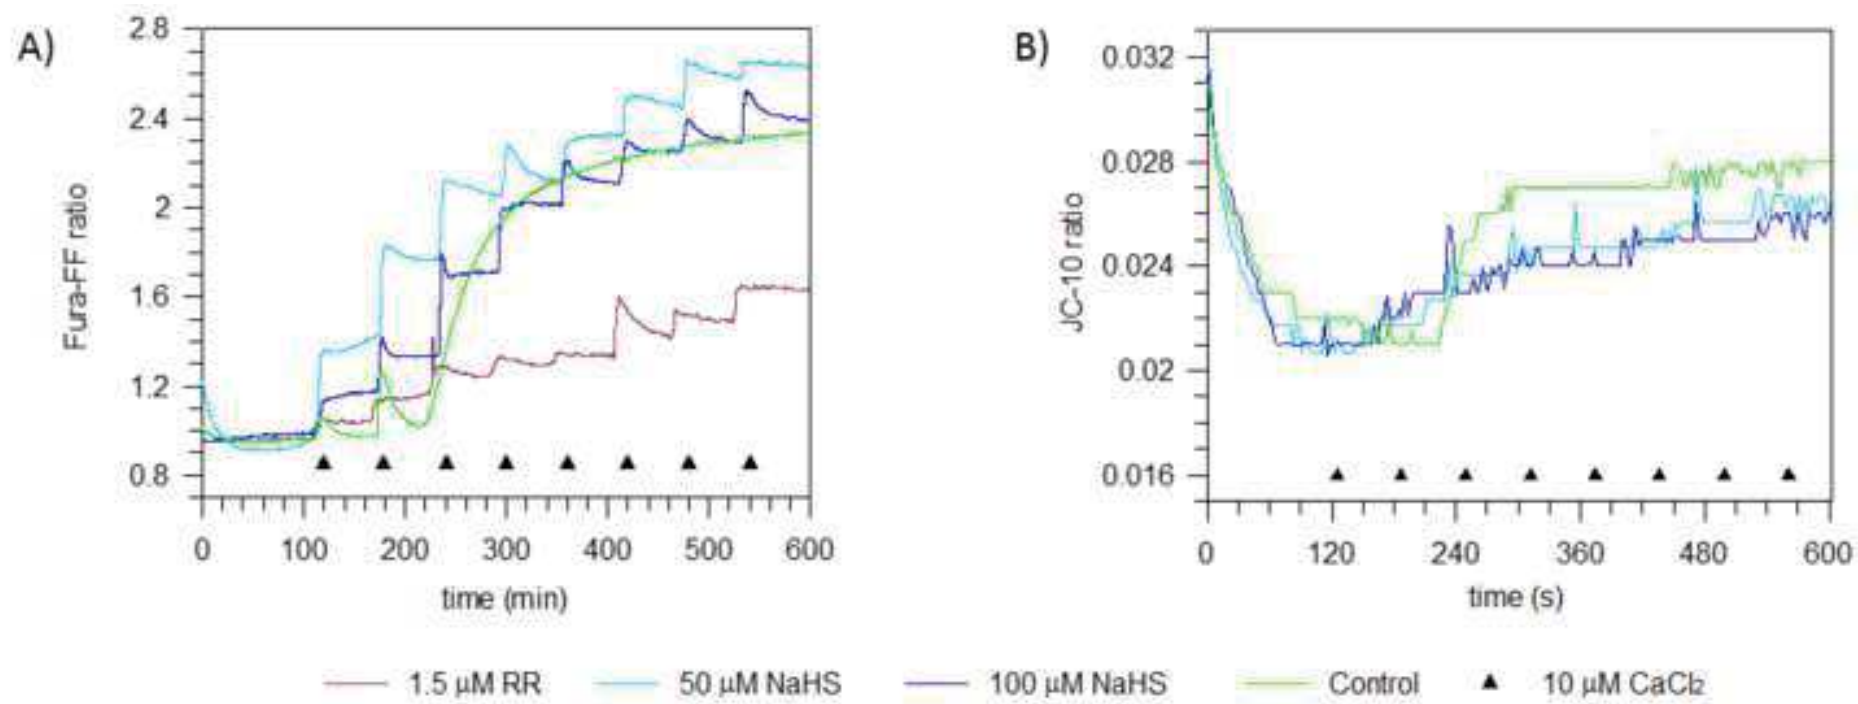 A)
Fura-FF ratio
2.8
2.4
2
1.6
1.2
0.8
0 100 200 300 400 500 600
time (min)
B)
JC-10 ratio
0.032
0.028
0.024
0.02
0.016
0 120 240 360 480 600
time (s)
1.5 µM RR 50 µM NaHS 100 µM NaHS Control ▲ 10 µM CaCl₂